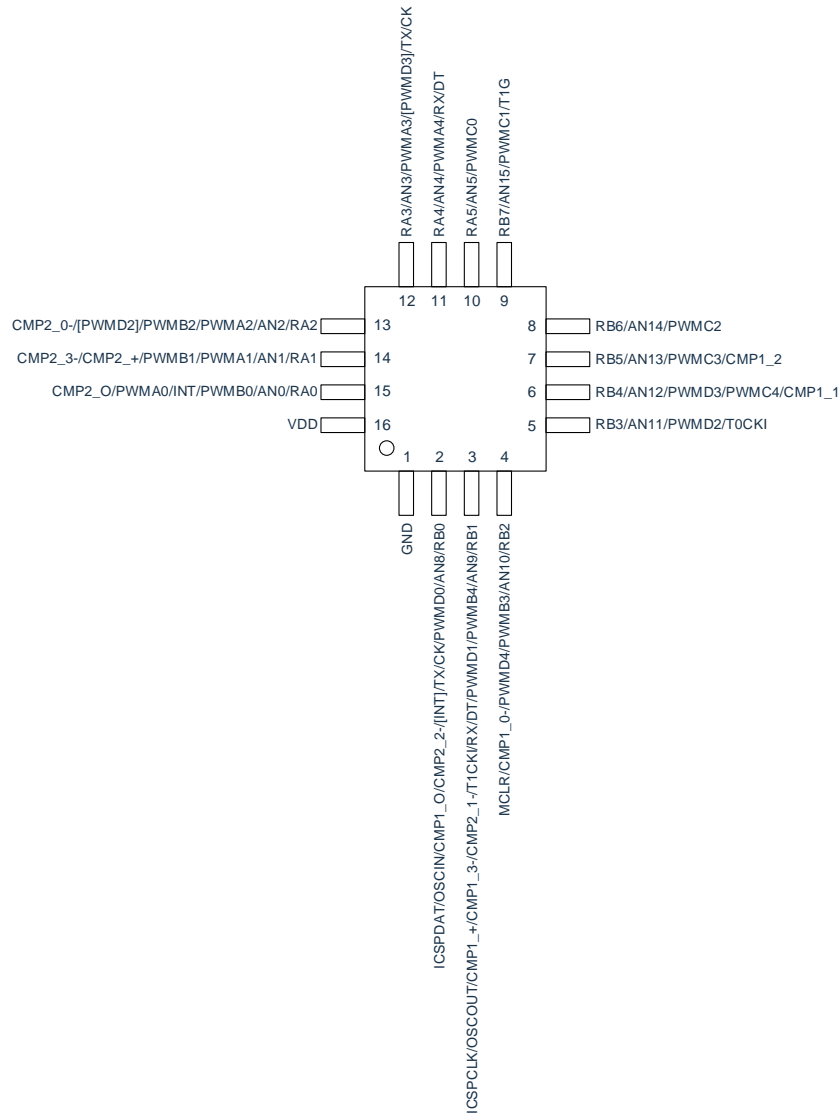 RA3/AN3/PWMA3/[PWMD3]/TX/CK
RA4/AN4/PWMA4/RX/DT
RA5/AN5/PWMC0
RB7/AN15/PWMC1/T1G
12
11
10
9
CMP2_0-/[PWMD2]/PWMB2/PWMA2/AN2/RA2
13
8
RB6/AN14/PWMC2
CMP2_3-/CMP2_+/PWMB1/PWMA1/AN1/RA1
14
7
RB5/AN13/PWMC3/CMP1_2
CMP2_O/PWMA0/INT/PWMB0/AN0/RA0
15
6
RB4/AN12/PWMD3/PWMC4/CMP1_1
VDD
16
5
RB3/AN11/PWMD2/T0CKI
1
2
3
4
GND
ICSPDAT/OSCIN/CMP1_O/CMP2_2-/[INT]/TX/CK/PWMD0/AN8/RB0
ICSPCLK/OSCOUT/CMP1_+/CMP1_3-/CMP2_1-/T1CKI/RX/DT/PWMD1/PWMB4/AN9/RB1
MCLR/CMP1_0-/PWMD4/PWMB3/AN10/RB2